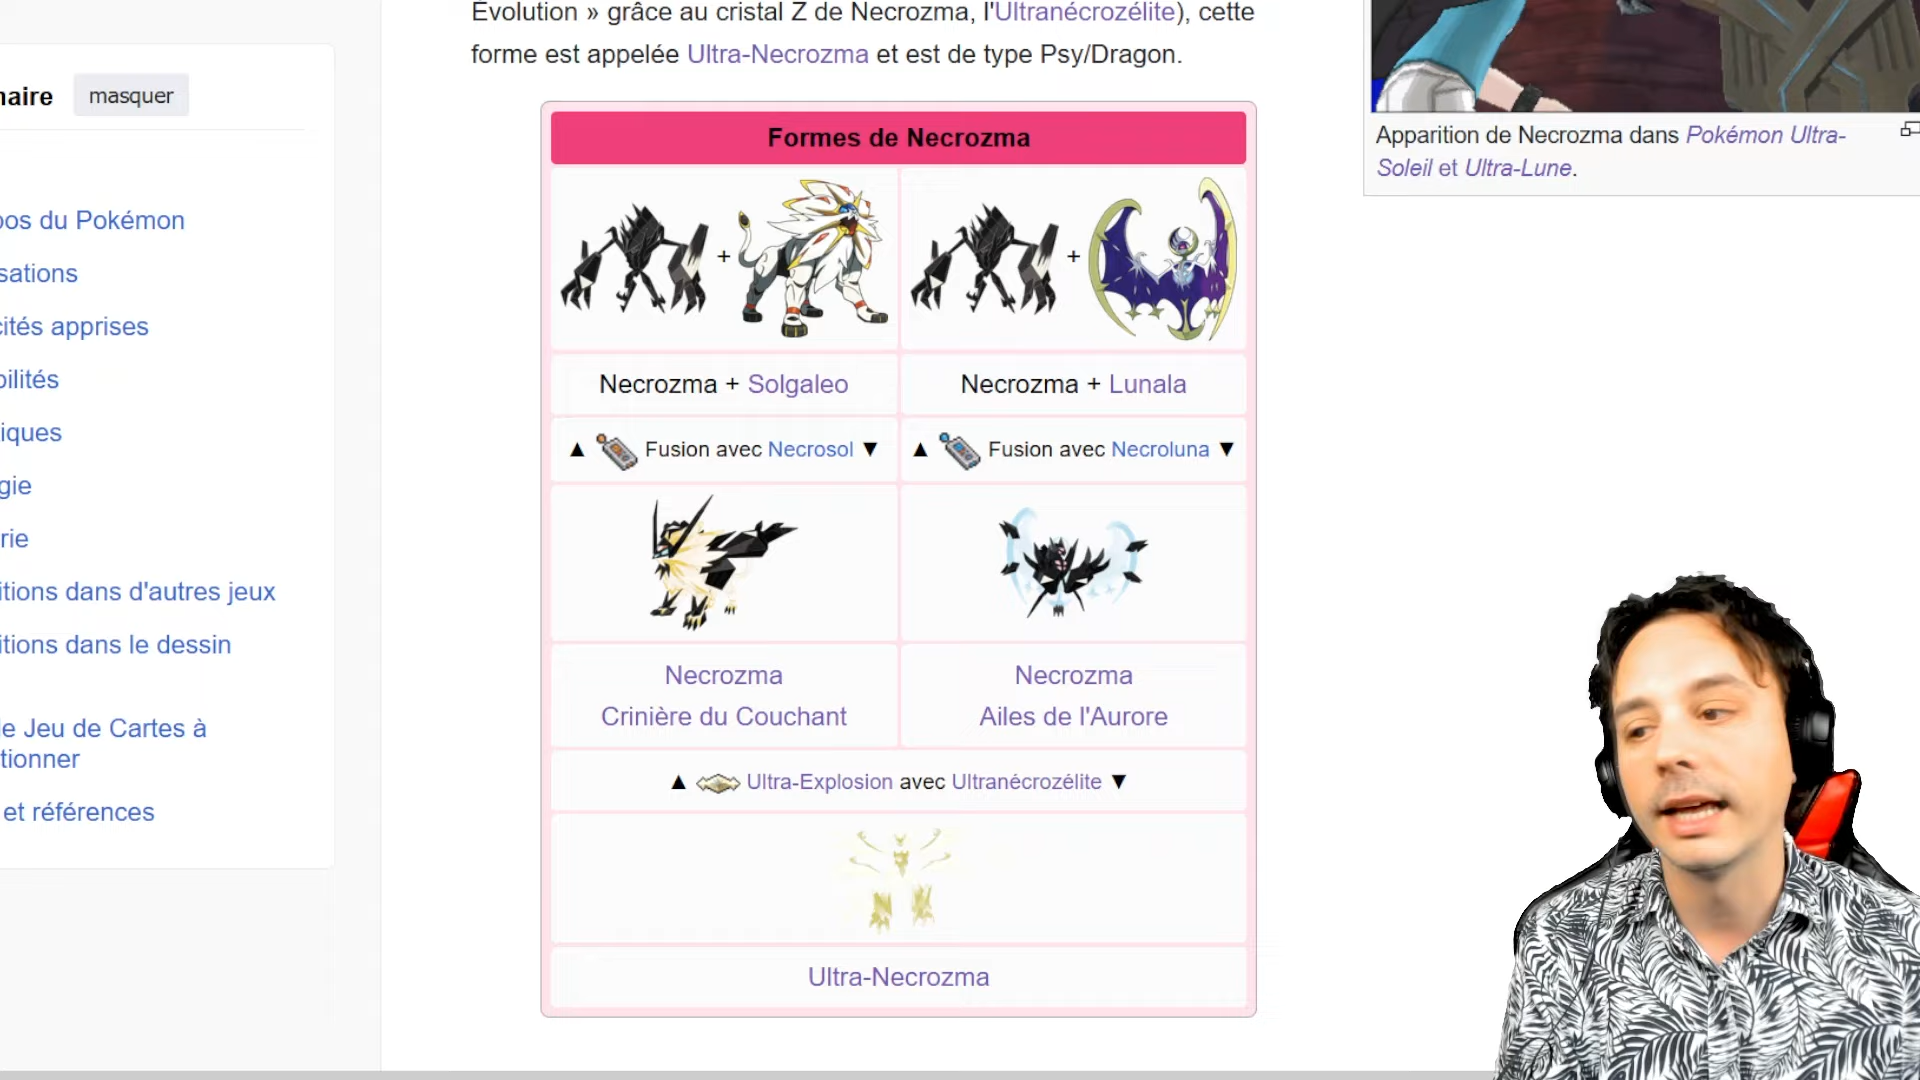 Évolution » grâce au cristal Z de Necrozma, l'Ultranécrozélite), cette
forme est appelée Ultra-Necrozma et est de type Psy/Dragon.
naire masquer
pos du Pokémon
sations
cités apprises
bilités
iques
gie
rie
itions dans d'autres jeux
itions dans le dessin
le Jeu de Cartes à
tionner
et références
Formes de Necrozma
+ +
Necrozma + Solgaleo Necrozma + Lunala
▲ Fusion avec Necrosol ▼ ▲ Fusion avec Necroluna ▼
Necrozma
Crinière du Couchant
Necrozma
Ailes de l'Aurore
▲ Ultra-Explosion avec Ultranécrozélite ▼
Ultra-Necrozma
Apparition de Necrozma dans Pokémon Ultra-
Soleil et Ultra-Lune.